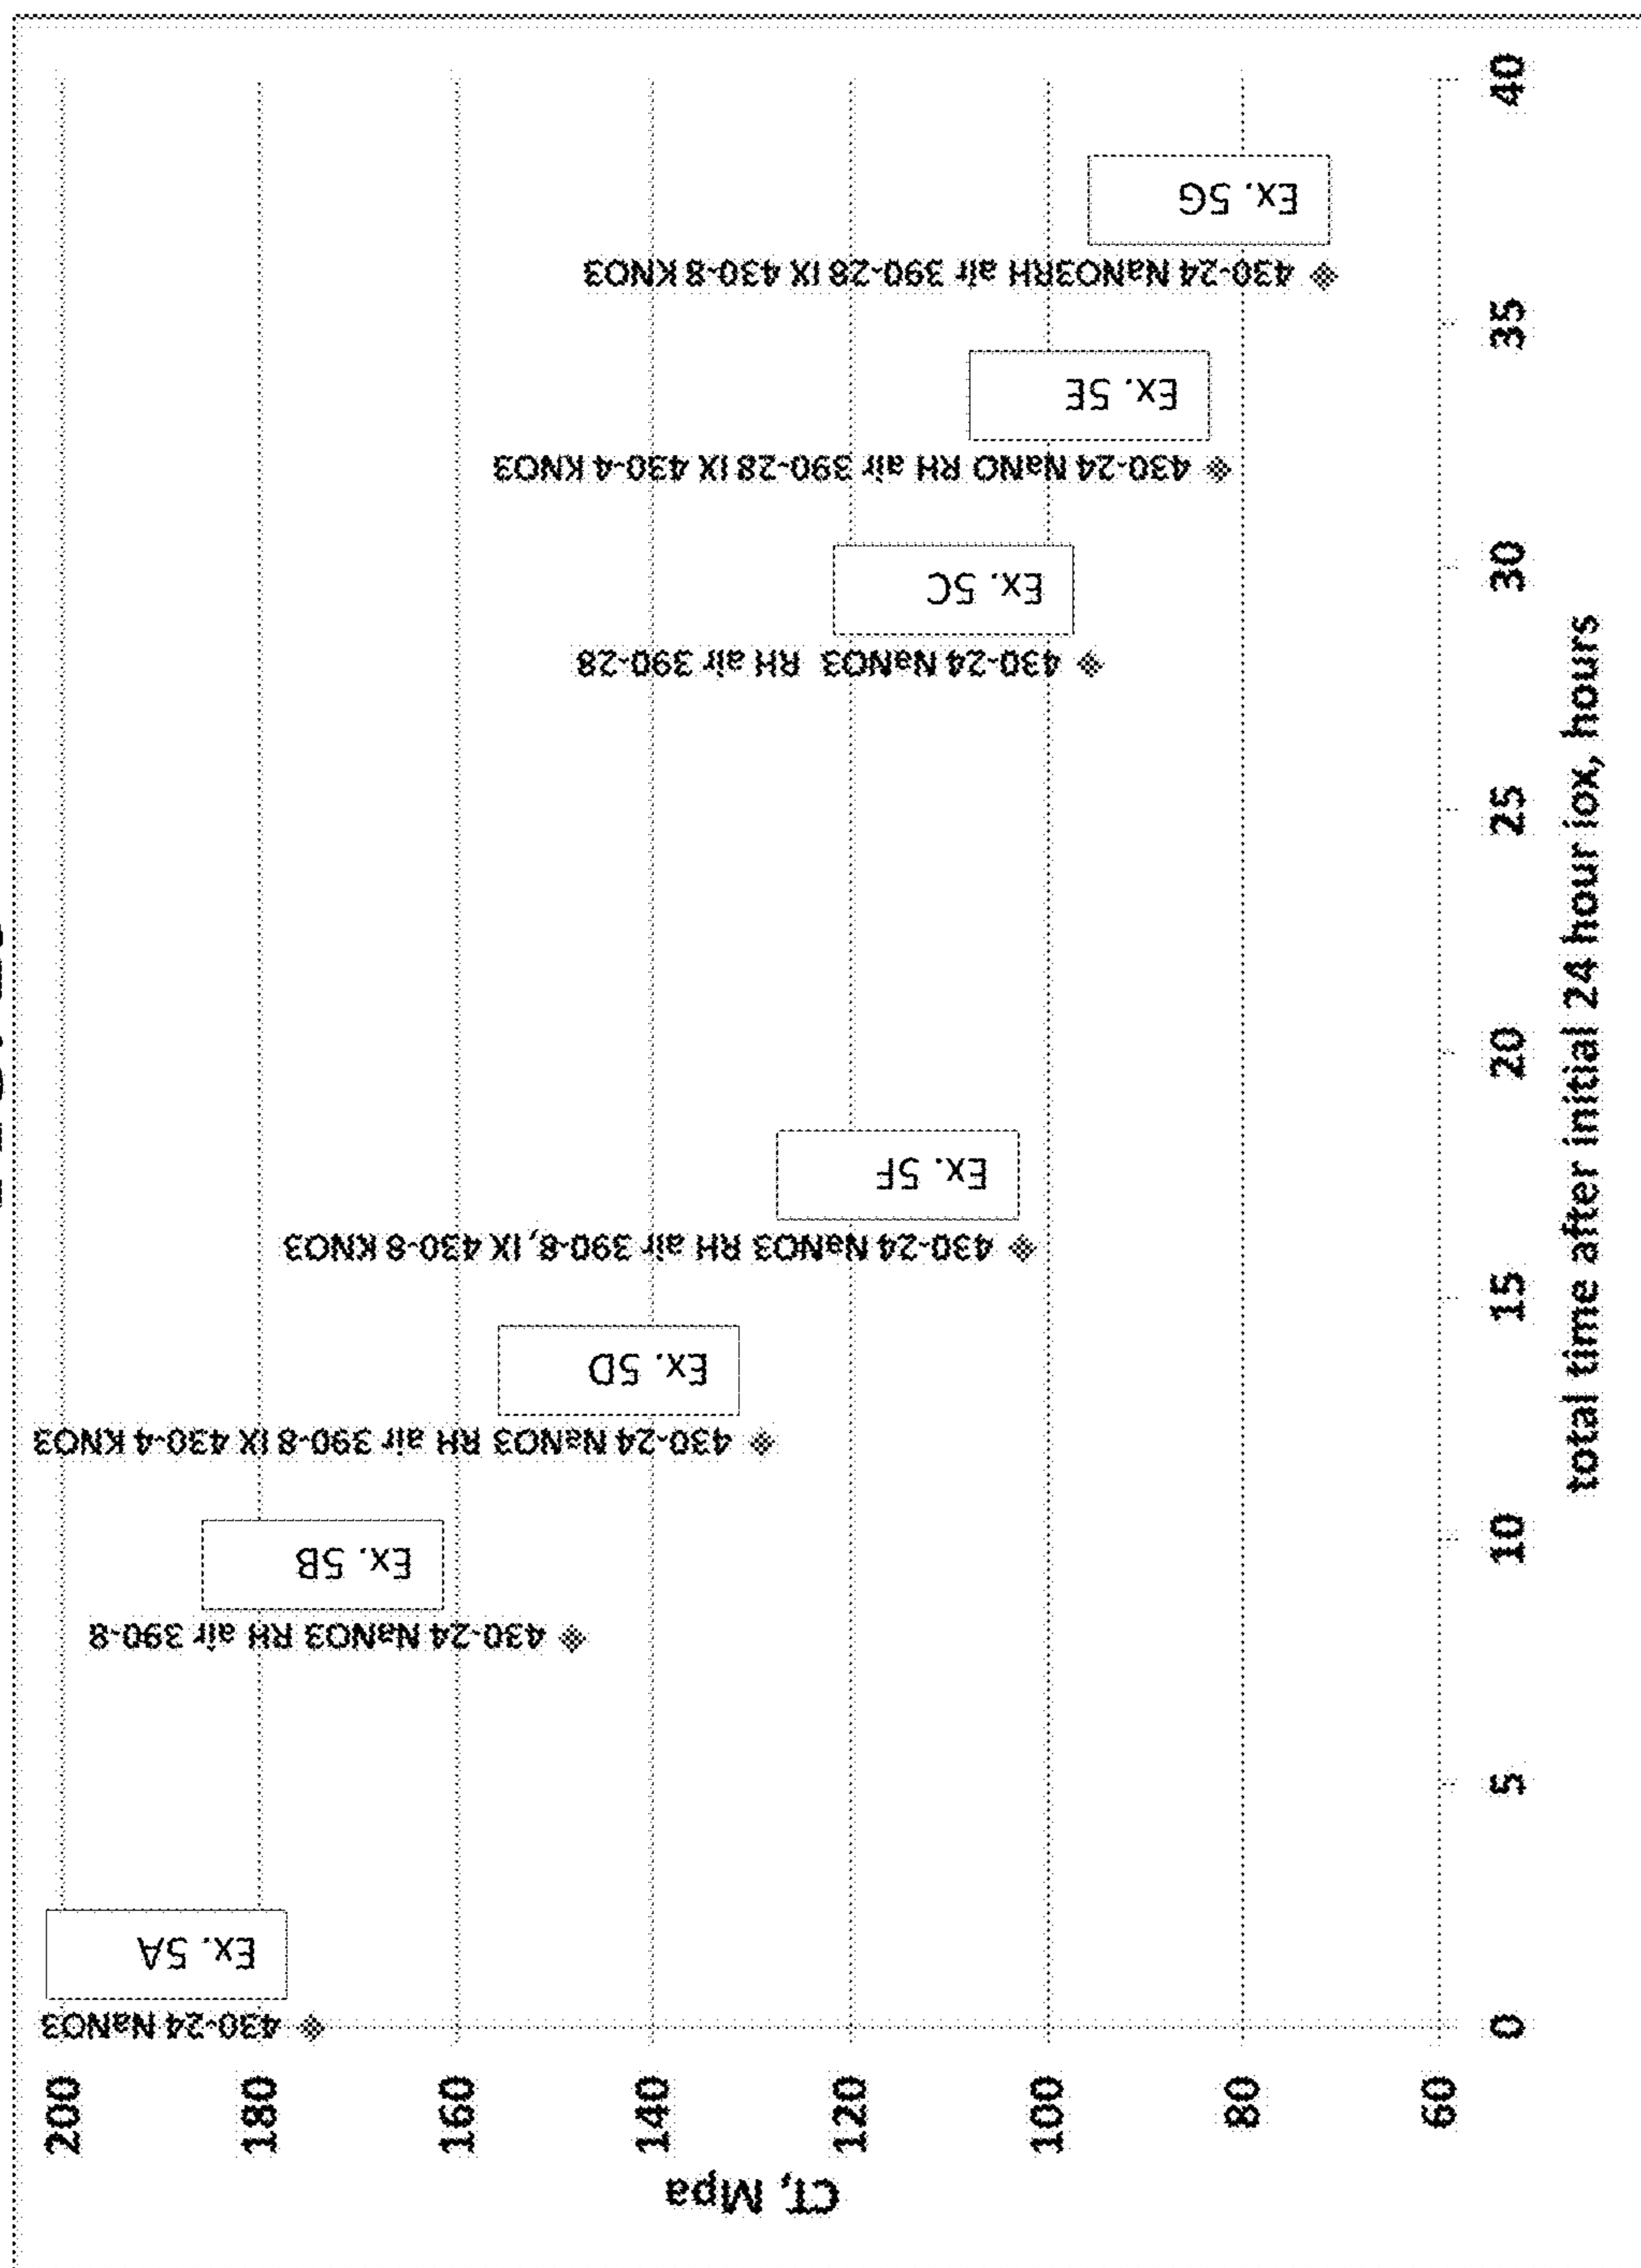 200
180
160
140
120
100
80
60
CT, Mpa
430-24 NaNO3
Ex. 5A
430-24 NaNO3 RH air 390-8
Ex. 5B
430-24 NaNO3 RH air 390-8 IX 430-4 KNO3
Ex. 5D
430-24 NaNO3 RH air 390-8, IX 430-8 KNO3
Ex. 5F
430-24 NaNO3 RH air 390-28
Ex. 5C
430-24 NaNO RH air 390-28 IX 430-4 KNO3
Ex. 5E
430-24 NaNO3RH air 390-28 IX 430-8 KNO3
Ex. 5G
0
5
10
15
20
25
30
35
40
total time after initial 24 hour iox, hours